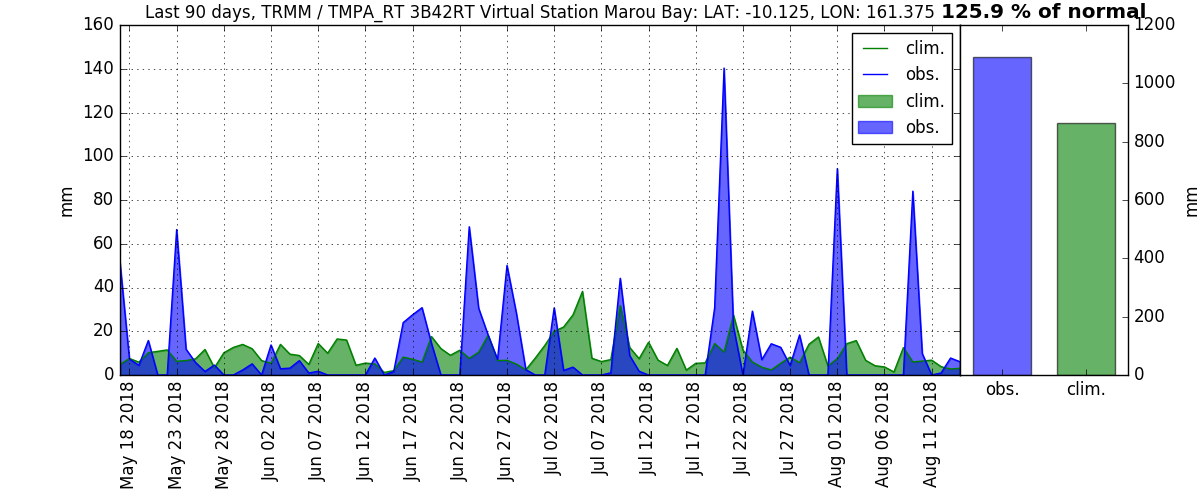 Last 90 days, TRMM / TMPA_RT 3B42RT Virtual Station Marou Bay: LAT: -10.125, LON: 161.375 125.9 % of normal
160
140
120
100
80
60
40
20
0
mm
clim.
obs.
clim.
obs.
1200
1000
800
600
400
200
0
mm
May 18 2018
May 23 2018
May 28 2018
Jun 02 2018
Jun 07 2018
Jun 12 2018
Jun 17 2018
Jun 22 2018
Jun 27 2018
Jul 02 2018
Jul 07 2018
Jul 12 2018
Jul 17 2018
Jul 22 2018
Jul 27 2018
Aug 01 2018
Aug 06 2018
Aug 11 2018
obs.
clim.